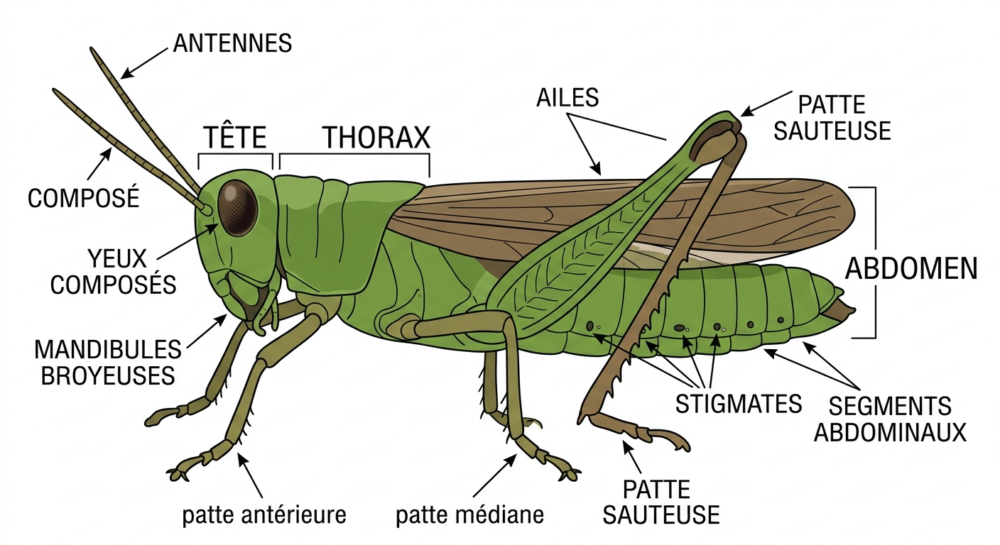 ANTENNES
AILES
PATTE
SAUTEUSE
TÊTE
THORAX
COMPOSÉ
YEUX
COMPOSÉS
ABDOMEN
MANDIBULES
BROYEUSES
STIGMATES
SEGMENTS
ABDOMINAUX
patte antérieure
patte médiane
PATTE
SAUTEUSE